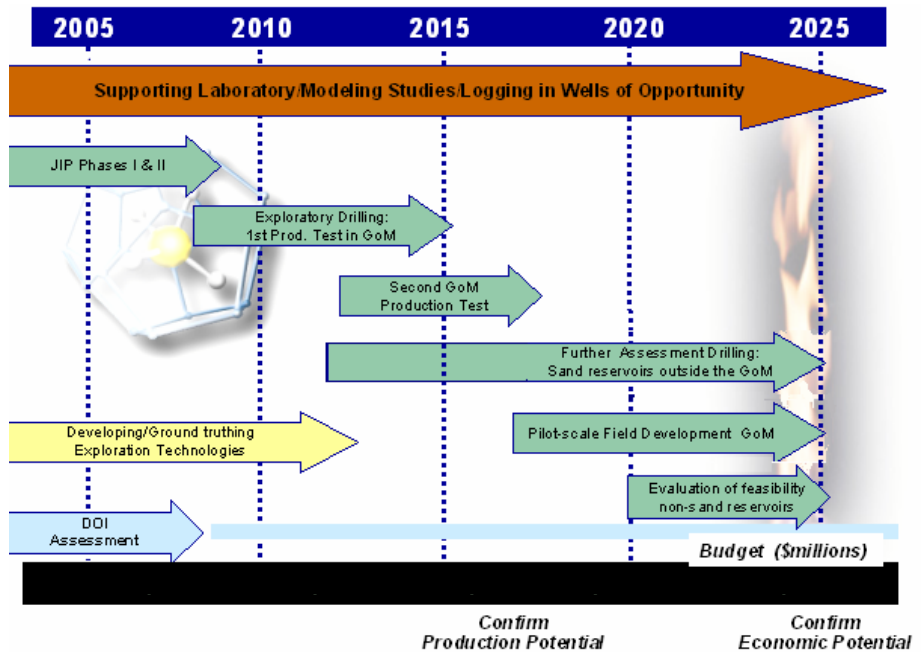 2005 2010 2015 2020 2025
Supporting Laboratory/Modeling Studies/Logging in Wells of Opportunity
JIP Phases I & II
Exploratory Drilling:
1st Prod. Test in GoM
Second GoM
Production Test
Further Assessment Drilling:
Sand reservoirs outside the GoM
Developing/Ground truthing
Exploration Technologies
Pilot-scale Field Development GoM
Evaluation of feasibility
non-sand reservoirs
DOI
Assessment
Budget ($millions)
Confirm
Production Potential
Confirm
Economic Potential